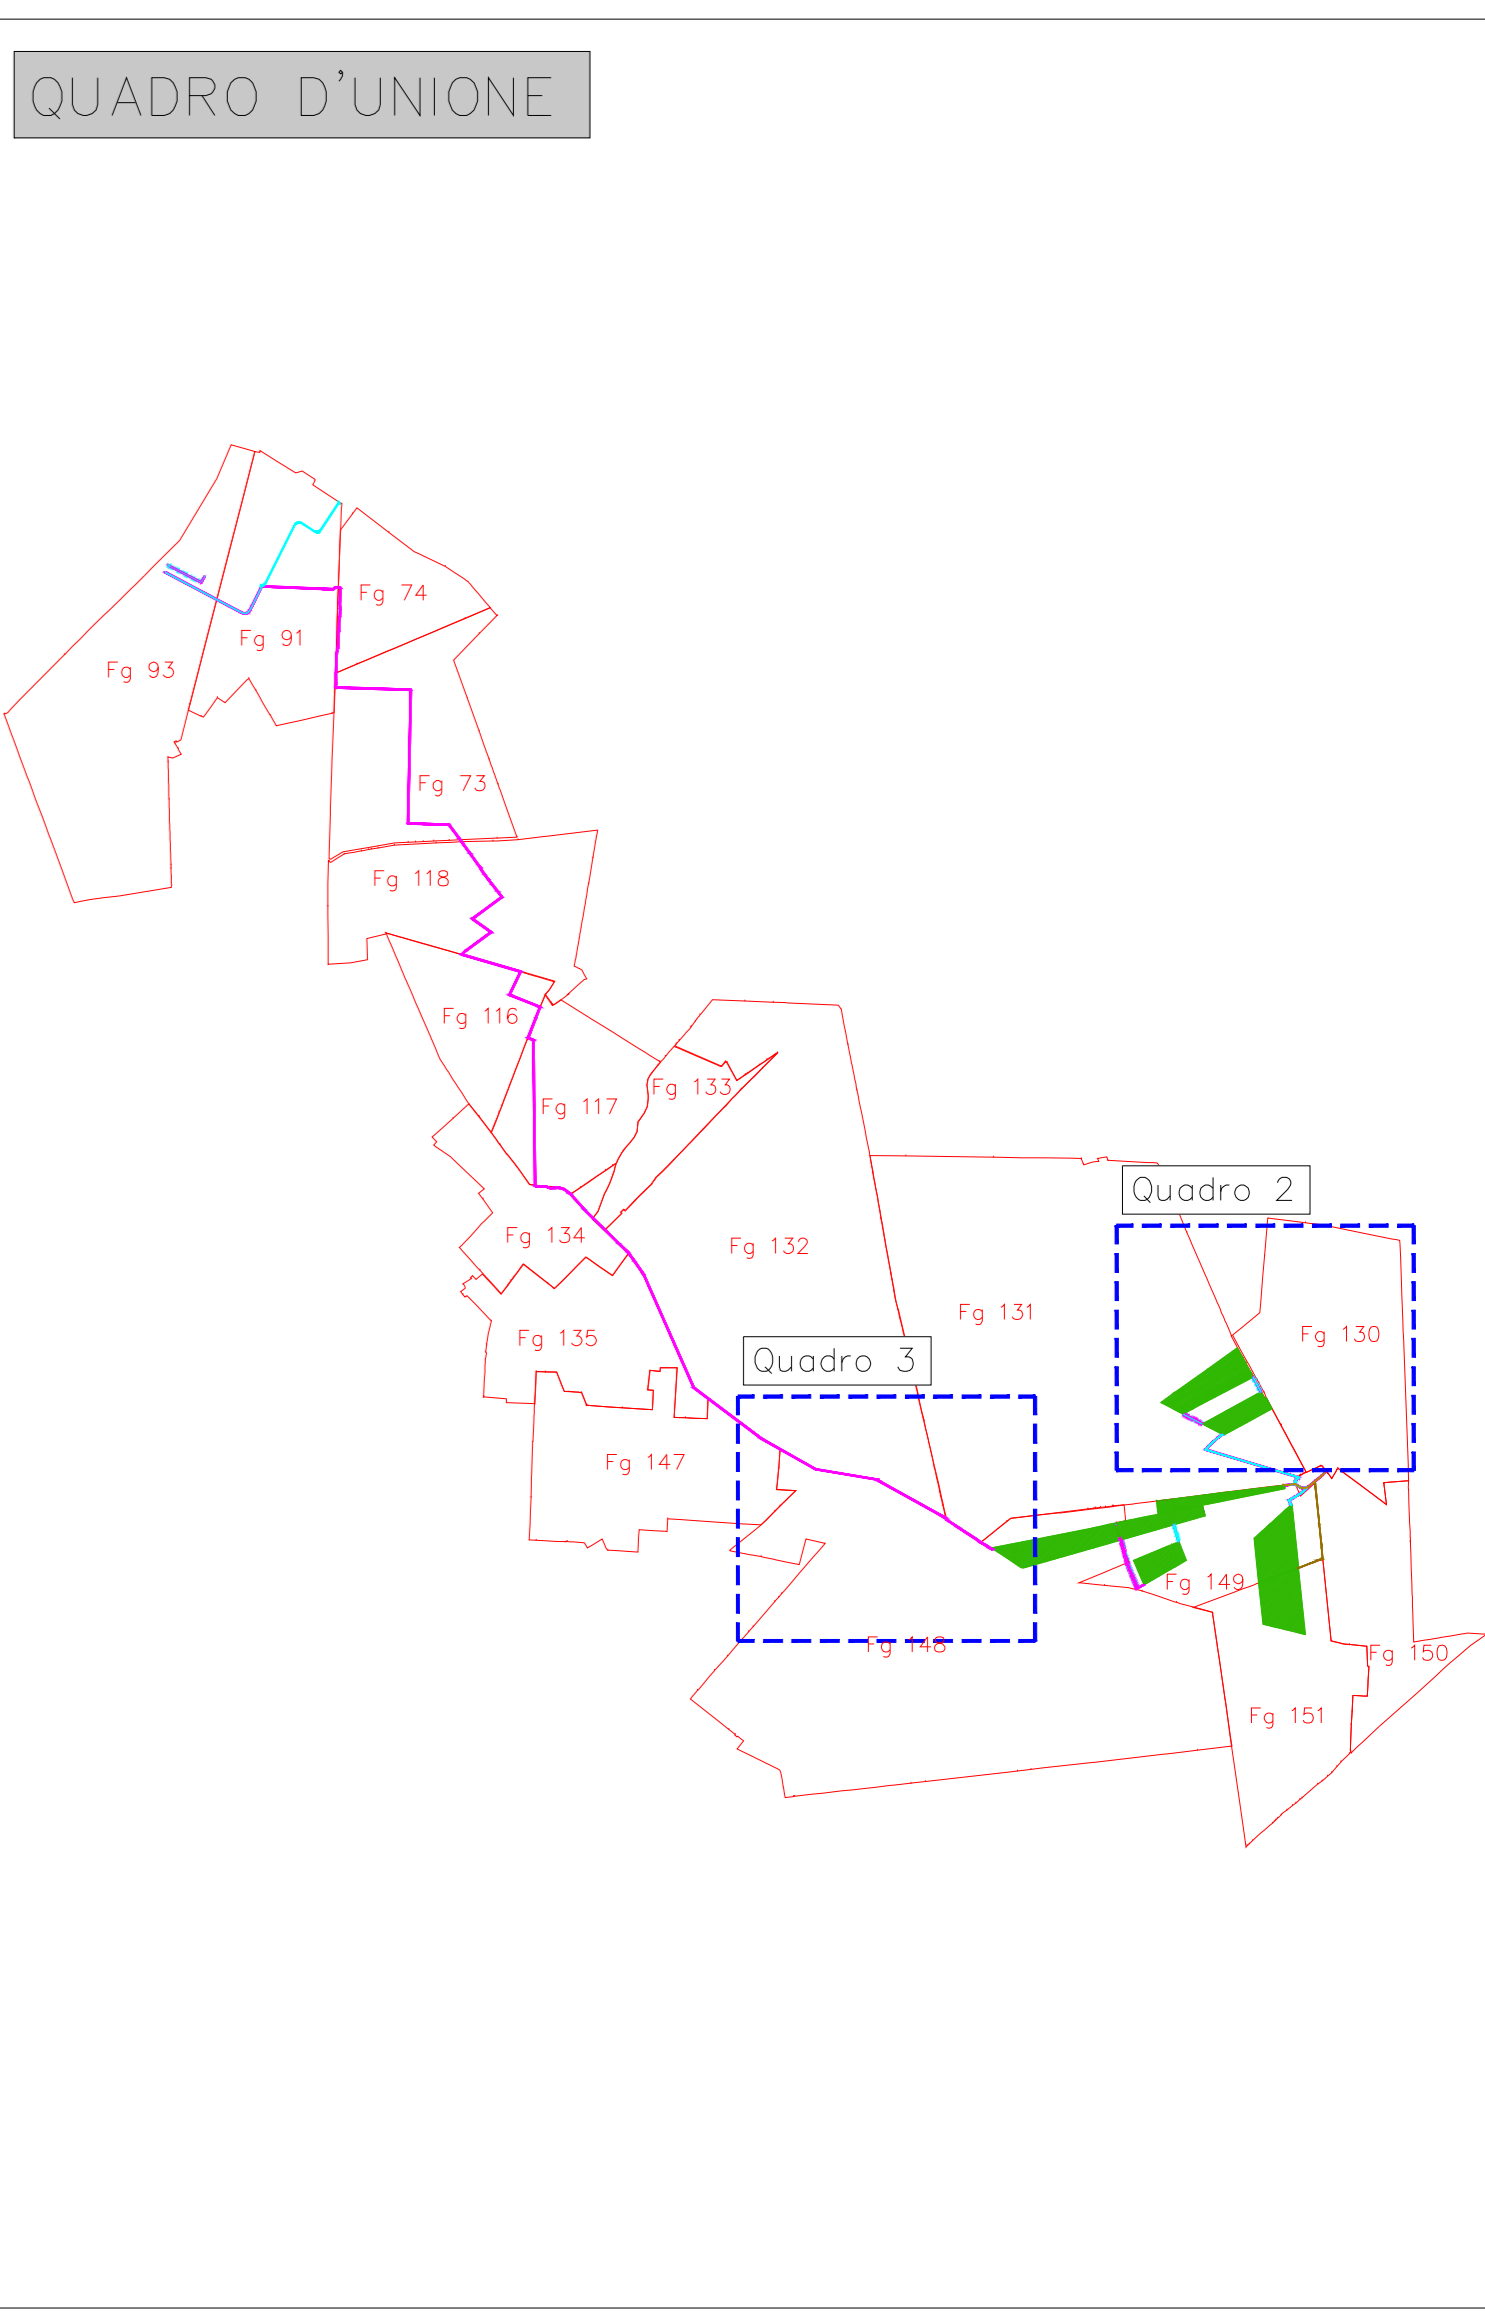 QUADRO D'UNIONE
Fg 74
Fg 91
Fg 93
Fg 73
Fg 118
Fg 116
Fg 133
Fg 117
Quadro 2
Fg 134
Fg 132
Fg 131
Fg 130
Fg 135
Quadro 3
Fg 147
Fg 149
Fg 148
Fg 150
Fg 151